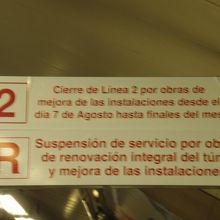 2
Cierre de Línea 2 por obras de
mejora de las instalaciones desde el
día 7 de Agosto hasta finales del mes
R
Suspensión de servicio por ob
de renovación integral del tún
y mejora de las instalacione